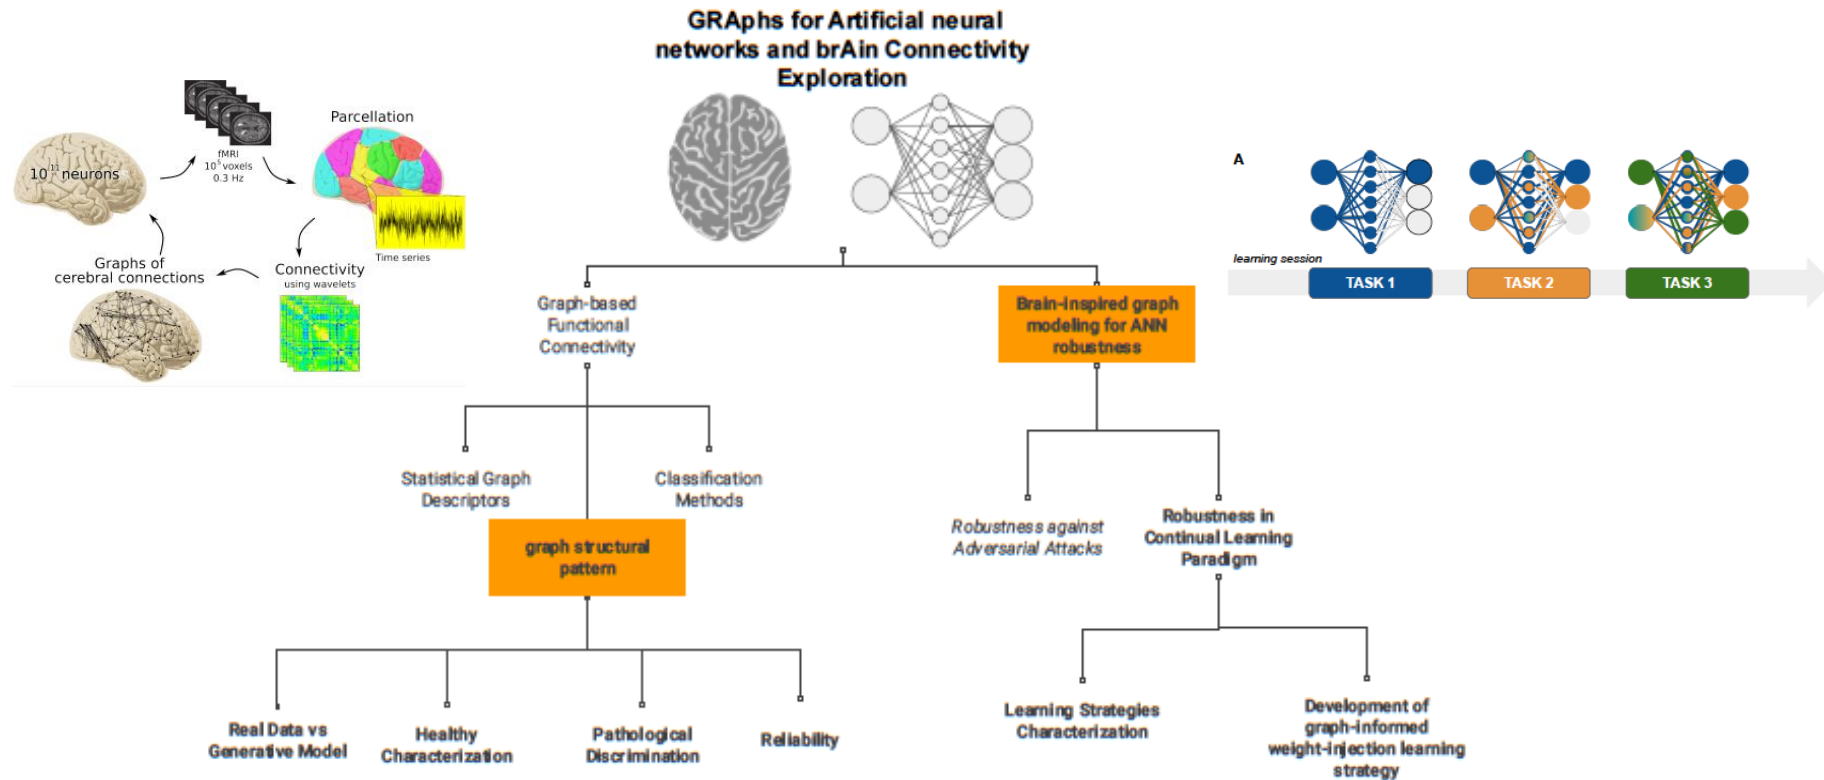 GRAphs for Artificial neural
networks and brAin Connectivity
Exploration
Parcellation
fMRI
10⁵ voxels
0.3 Hz
10¹¹ neurons
Time series
Graphs of
cerebral connections
Connectivity
using wavelets
A
learning session
TASK 1
TASK 2
TASK 3
Graph-based
Functional
Connectivity
Brain-inspired graph
modeling for ANN
robustness
Statistical Graph
Descriptors
Classification
Methods
graph structural
pattern
Robustness against
Adversarial Attacks
Robustness in
Continual Learning
Paradigm
Real Data vs
Generative Model
Healthy
Characterization
Pathological
Discrimination
Reliability
Learning Strategies
Characterization
Development of
graph-informed
weight-injection learning
strategy